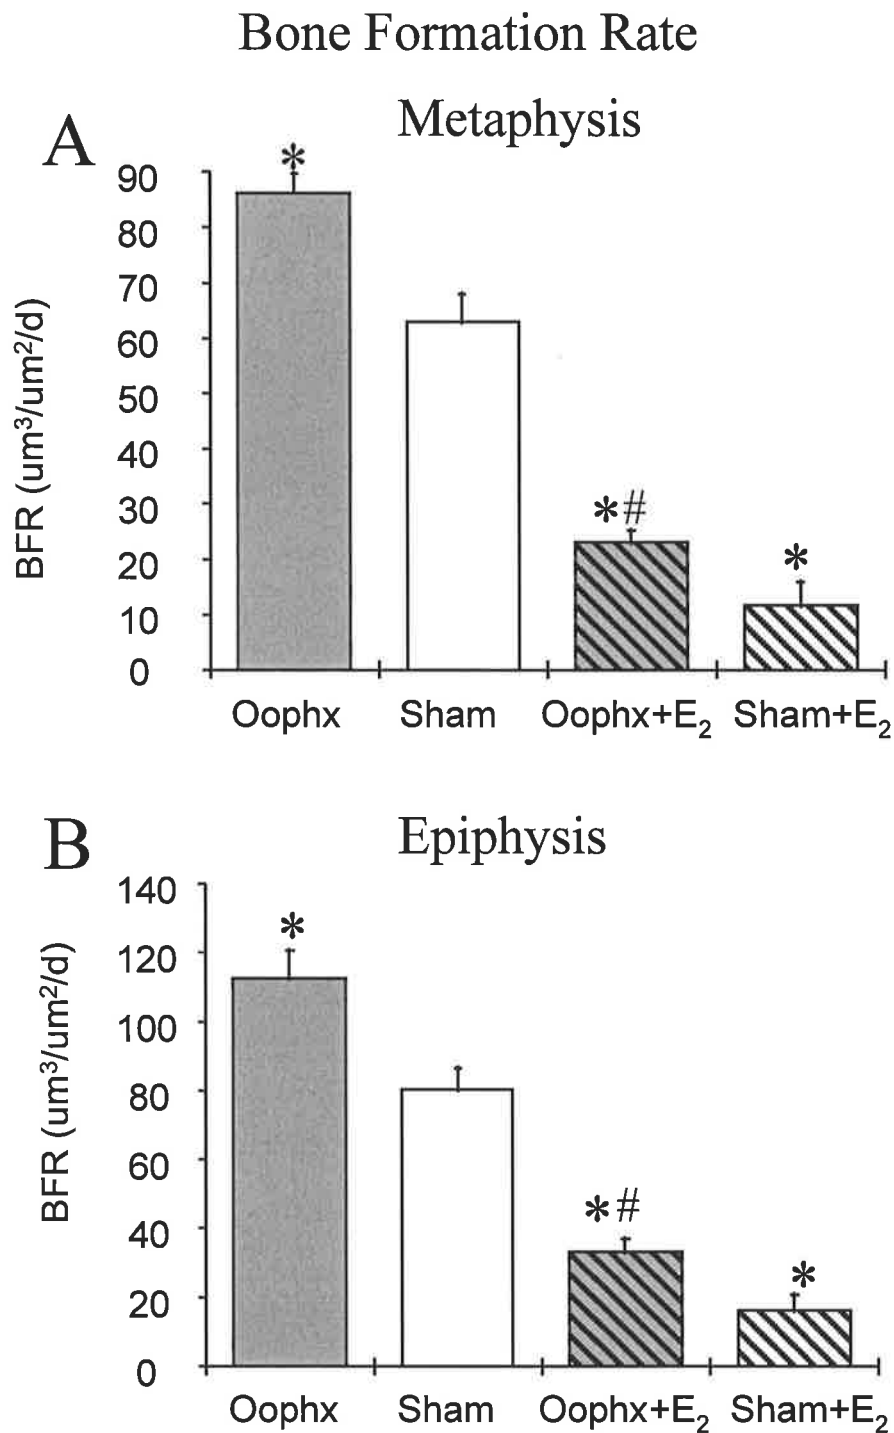 Bone Formation Rate
A
Metaphysis
BFR (um³/um²/d)
90
80
70
60
50
40
30
20
10
0
*
*#
*
Oophx Sham Oophx+E₂ Sham+E₂
B
Epiphysis
BFR (um³/um²/d)
140
120
100
80
60
40
20
0
*
*#
*
Oophx Sham Oophx+E₂ Sham+E₂